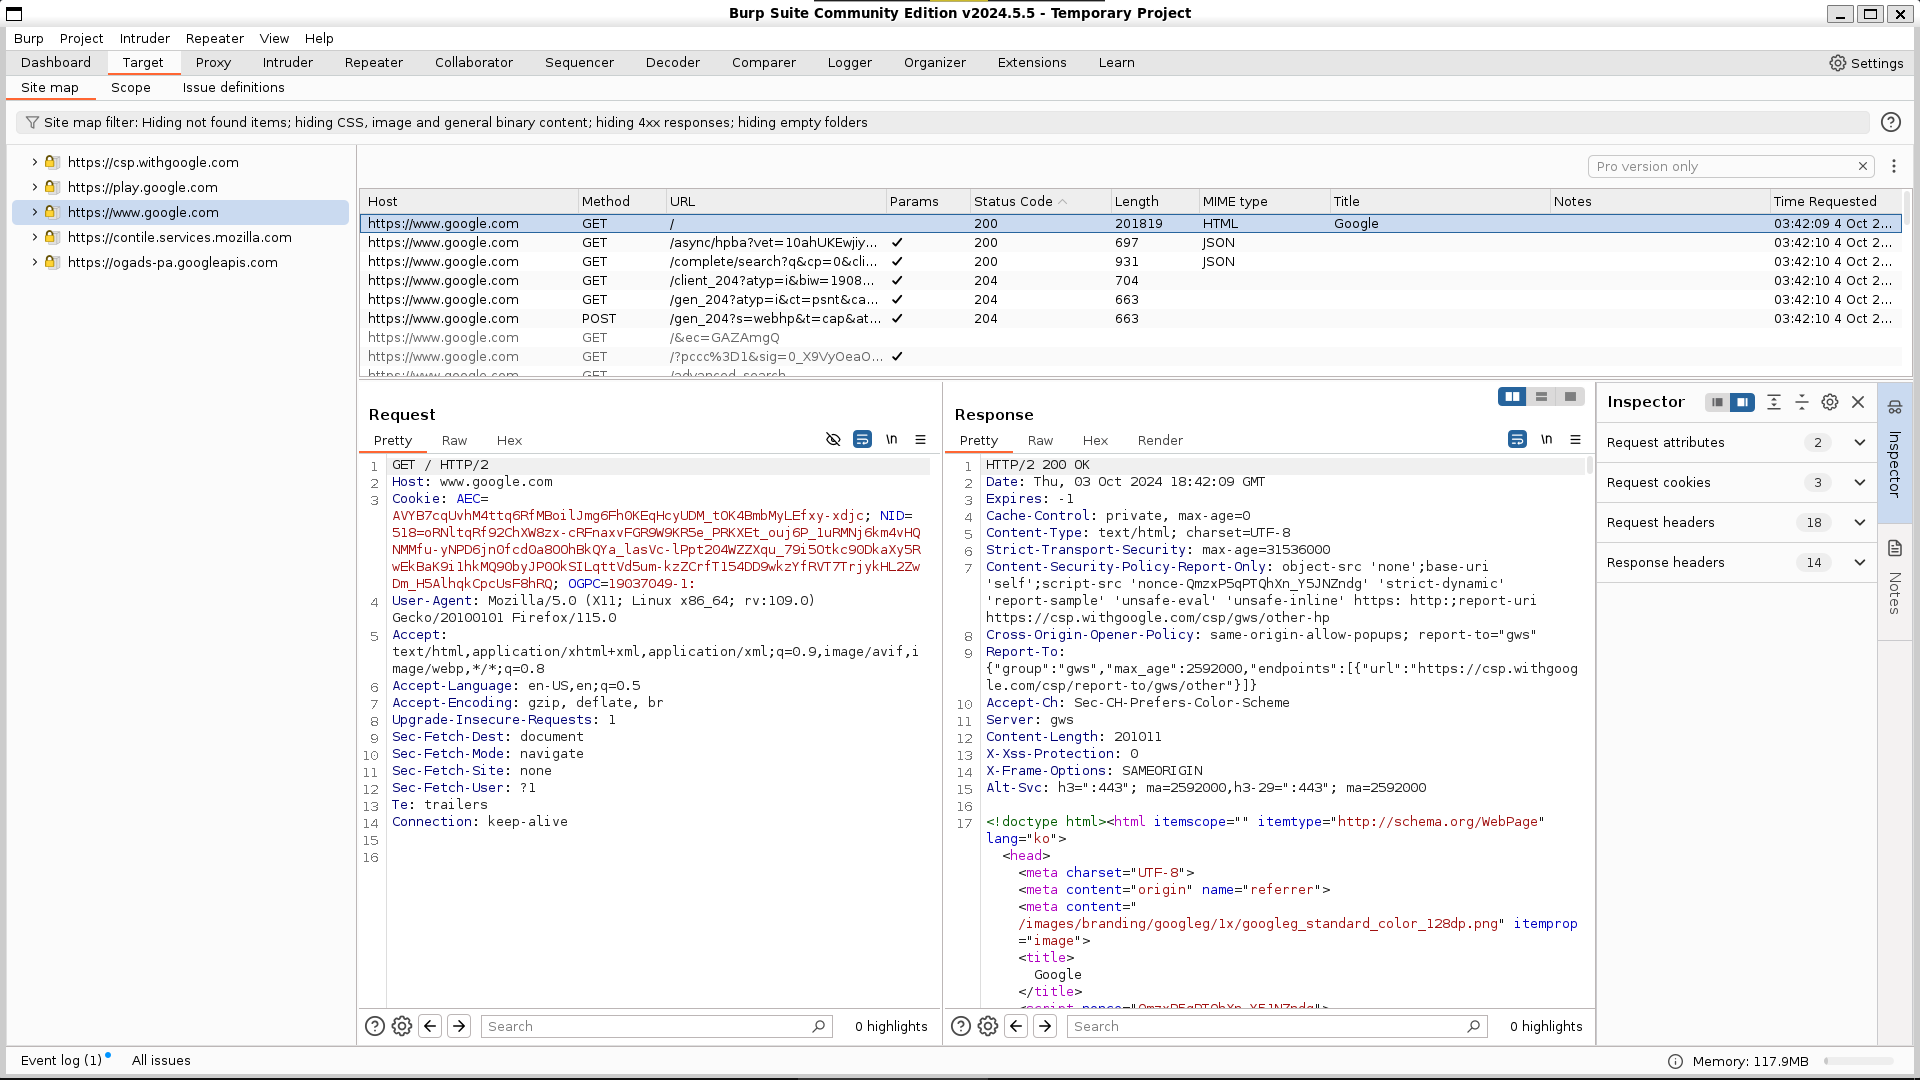 Burp Suite Community Edition v2024.5.5 - Temporary Project
Burp Project Intruder Repeater View Help
Dashboard Target Proxy Intruder Repeater Collaborator Sequencer Decoder Comparer Logger Organizer Extensions Learn Settings
Site map Scope Issue definitions
Site map filter: Hiding not found items; hiding CSS, image and general binary content; hiding 4xx responses; hiding empty folders
https://csp.withgoogle.com
https://play.google.com
https://www.google.com
https://contile.services.mozilla.com
https://ogads-pa.googleapis.com
Pro version only
Host Method URL Params Status Code Length MIME type Title Notes Time Requested
https://www.google.com GET / 200 201819 HTML Google 03:42:09 4 Oct 2...
https://www.google.com GET /async/hpba?vet=10ahUKEwjiy... ✓ 200 697 JSON 03:42:10 4 Oct 2...
https://www.google.com GET /complete/search?q&cp=0&cli... ✓ 200 931 JSON 03:42:10 4 Oct 2...
https://www.google.com GET /client_204?atyp=i&biw=1908... ✓ 204 704 03:42:10 4 Oct 2...
https://www.google.com GET /gen_204?atyp=i&ct=psnt&ca... ✓ 204 663 03:42:10 4 Oct 2...
https://www.google.com POST /gen_204?s=webhp&t=cap&at... ✓ 204 663 03:42:10 4 Oct 2...
https://www.google.com GET /&ec=GAZAmgQ
https://www.google.com GET /?pccc%3D1&sig=0_X9VyOeaO... ✓
https://www.google.com GET /advanced_search
Request
Pretty Raw Hex \n
1 GET / HTTP/2
2 Host: www.google.com
3 Cookie: AEC=
AVYB7cqUvhM4ttq6RfMBoilJmg6FhOKEqHcyUDM_tOK4BmbMyLEfxy-xdjc; NID=
518=oRNltqRf92ChXW8zx-cRFnaxvFGR9W9KR5e_PRKXEt_ouj6P_1uRMNj6km4vHQ
NMMfu-yNPD6jnOfcdOa8OOhBkQYa_lasVc-lPpt204WZZXqu_79i5Otkc9ODkaXy5R
wEkBaK9i1hkMQ90byJPOOkSILqttVd5um-kzZCrfT154DD9wkzYfRVT7TrjykHL2Zw
Dm_H5AlhqkCpcUsF8hRQ; OGPC=19037049-1:
4 User-Agent: Mozilla/5.0 (X11; Linux x86_64; rv:109.0)
Gecko/20100101 Firefox/115.0
5 Accept:
text/html,application/xhtml+xml,application/xml;q=0.9,image/avif,i
mage/webp,*/*;q=0.8
6 Accept-Language: en-US,en;q=0.5
7 Accept-Encoding: gzip, deflate, br
8 Upgrade-Insecure-Requests: 1
9 Sec-Fetch-Dest: document
10 Sec-Fetch-Mode: navigate
11 Sec-Fetch-Site: none
12 Sec-Fetch-User: ?1
13 Te: trailers
14 Connection: keep-alive
15
16
Search 0 highlights
Response
Pretty Raw Hex Render \n
1 HTTP/2 200 OK
2 Date: Thu, 03 Oct 2024 18:42:09 GMT
3 Expires: -1
4 Cache-Control: private, max-age=0
5 Content-Type: text/html; charset=UTF-8
6 Strict-Transport-Security: max-age=31536000
7 Content-Security-Policy-Report-Only: object-src 'none';base-uri
'self';script-src 'nonce-QmzxP5qPTQhXn_Y5JNZndg' 'strict-dynamic'
'report-sample' 'unsafe-eval' 'unsafe-inline' https: http:;report-uri
https://csp.withgoogle.com/csp/gws/other-hp
8 Cross-Origin-Opener-Policy: same-origin-allow-popups; report-to="gws"
9 Report-To:
{"group":"gws","max_age":2592000,"endpoints":[{"url":"https://csp.withgoog
le.com/csp/report-to/gws/other"}]}
10 Accept-Ch: Sec-CH-Prefers-Color-Scheme
11 Server: gws
12 Content-Length: 201011
13 X-Xss-Protection: 0
14 X-Frame-Options: SAMEORIGIN
15 Alt-Svc: h3=":443"; ma=2592000,h3-29=":443"; ma=2592000
16
17 <!doctype html><html itemscope="" itemtype="http://schema.org/WebPage"
lang="ko">
<head>
<meta charset="UTF-8">
<meta content="origin" name="referrer">
<meta content="
/images/branding/googleg/1x/googleg_standard_color_128dp.png" itemprop
="image">
<title>
Google
</title>
<script nonce="QmzxP5qPTQhXn_Y5JNZndg">
Search 0 highlights
Inspector
Request attributes 2
Request cookies 3
Request headers 18
Response headers 14
Inspector
Notes
Event log (1) All issues Memory: 117.9MB